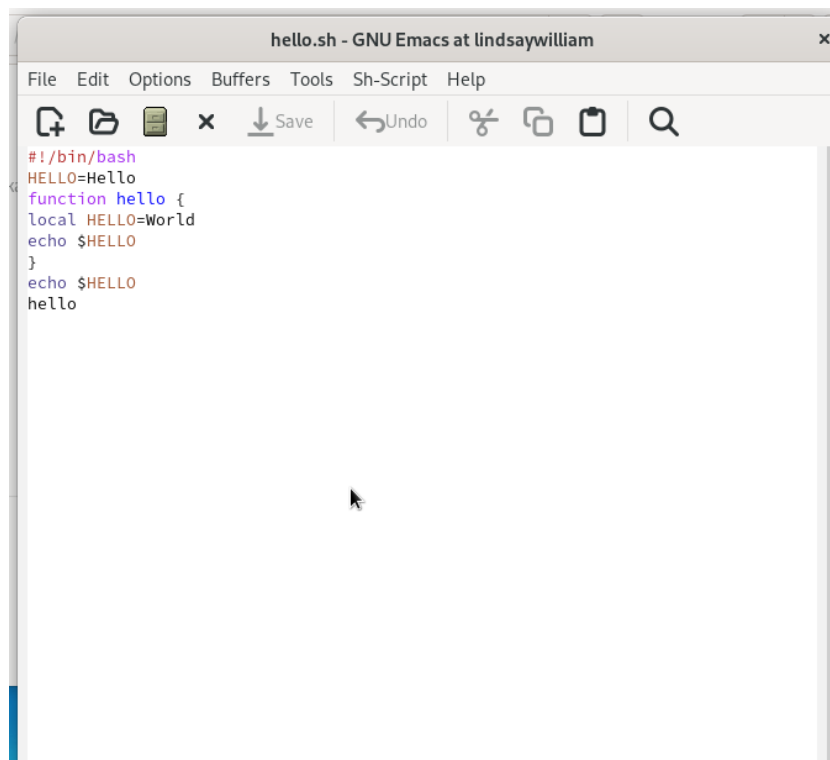 hello.sh - GNU Emacs at lindsaywilliam
File Edit Options Buffers Tools Sh-Script Help
Save Undo
#!/bin/bash
HELLO=Hello
function hello {
local HELLO=World
echo $HELLO
}
echo $HELLO
hello